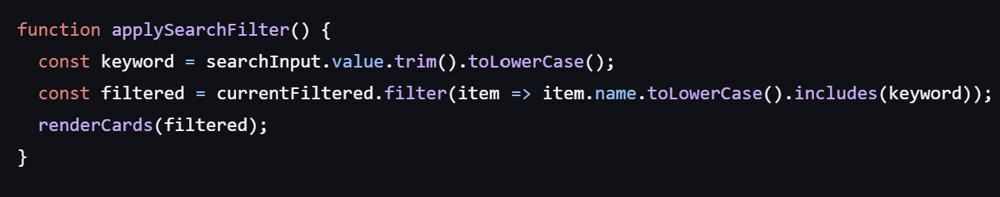 function applySearchFilter() {
  const keyword = searchInput.value.trim().toLowerCase();
  const filtered = currentFiltered.filter(item => item.name.toLowerCase().includes(keyword));
  renderCards(filtered);
}